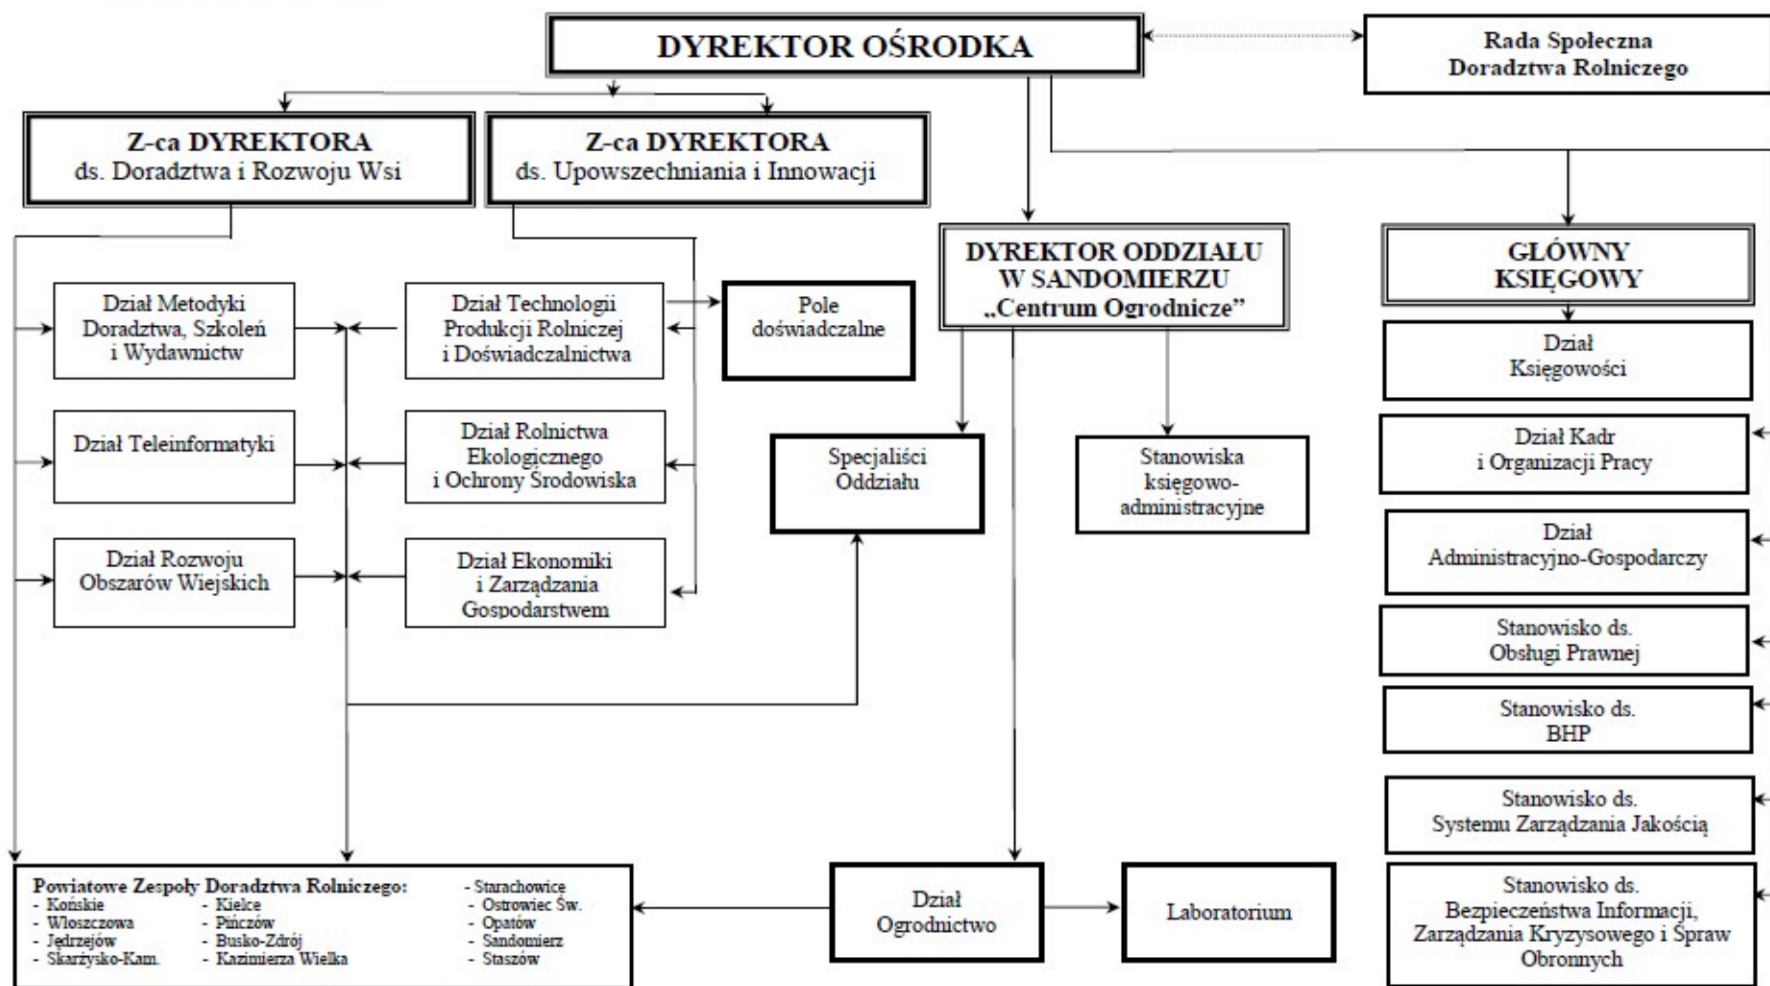 DYREKTOR OŚRODKA
Rada Społeczna
Doradztwa Rolniczego
Z-ca DYREKTORA
ds. Doradztwa i Rozwoju Wsi
Z-ca DYREKTORA
ds. Upowszechniania i Innowacji
DYREKTOR ODDZIALU
W SANDOMIERZU
„Centrum Ogrodnicze”
GŁÓWNY
KSIĘGOWY
Dział Metodyki
Doradztwa, Szkoleń
i Wydawnictw
Dział Technologii
Produkcji Rolniczej
i Doświadczalnictwa
Pole
doświadczalne
Dział
Księgowości
Dział Teleinformatyki
Dział Rolnictwa
Ekologicznego
i Ochrony Środowiska
Specjaliści
Oddziału
Stanowiska
księgowo-
administracyjne
Dział Kadr
i Organizacji Pracy
Dział Rozwoju
Obszarów Wiejskich
Dział Ekonomiki
i Zarządzania
Gospodarstwem
Dział
Administracyjno-Gospodarczy
Stanowisko ds.
Obsługi Prawnej
Stanowisko ds.
BHP
Stanowisko ds.
Systemu Zarządzania Jakością
Powiatowe Zespoły Doradztwa Rolniczego:
- Końskie
- Włoszczowa
- Jędrzejów
- Skarżysko-Kam.
- Kielce
- Pińczów
- Busko-Zdrój
- Kazimierza Wielka
- Starachowice
- Ostrowiec Św.
- Opatów
- Sandomierz
- Staszów
Dział
Ogrodnictwo
Laboratorium
Stanowisko ds.
Bezpieczeństwa Informacji,
Zarządzania Kryzysowego i Spraw
Obronnych